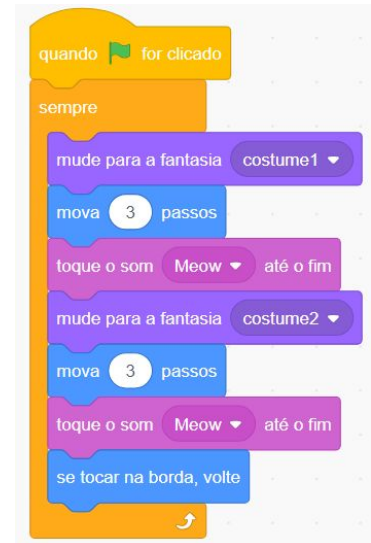 quando for clicado
sempre
mude para a fantasia costume1
mova 3 passos
toque o som Meow até o fim
mude para a fantasia costume2
mova 3 passos
toque o som Meow até o fim
se tocar na borda, volte